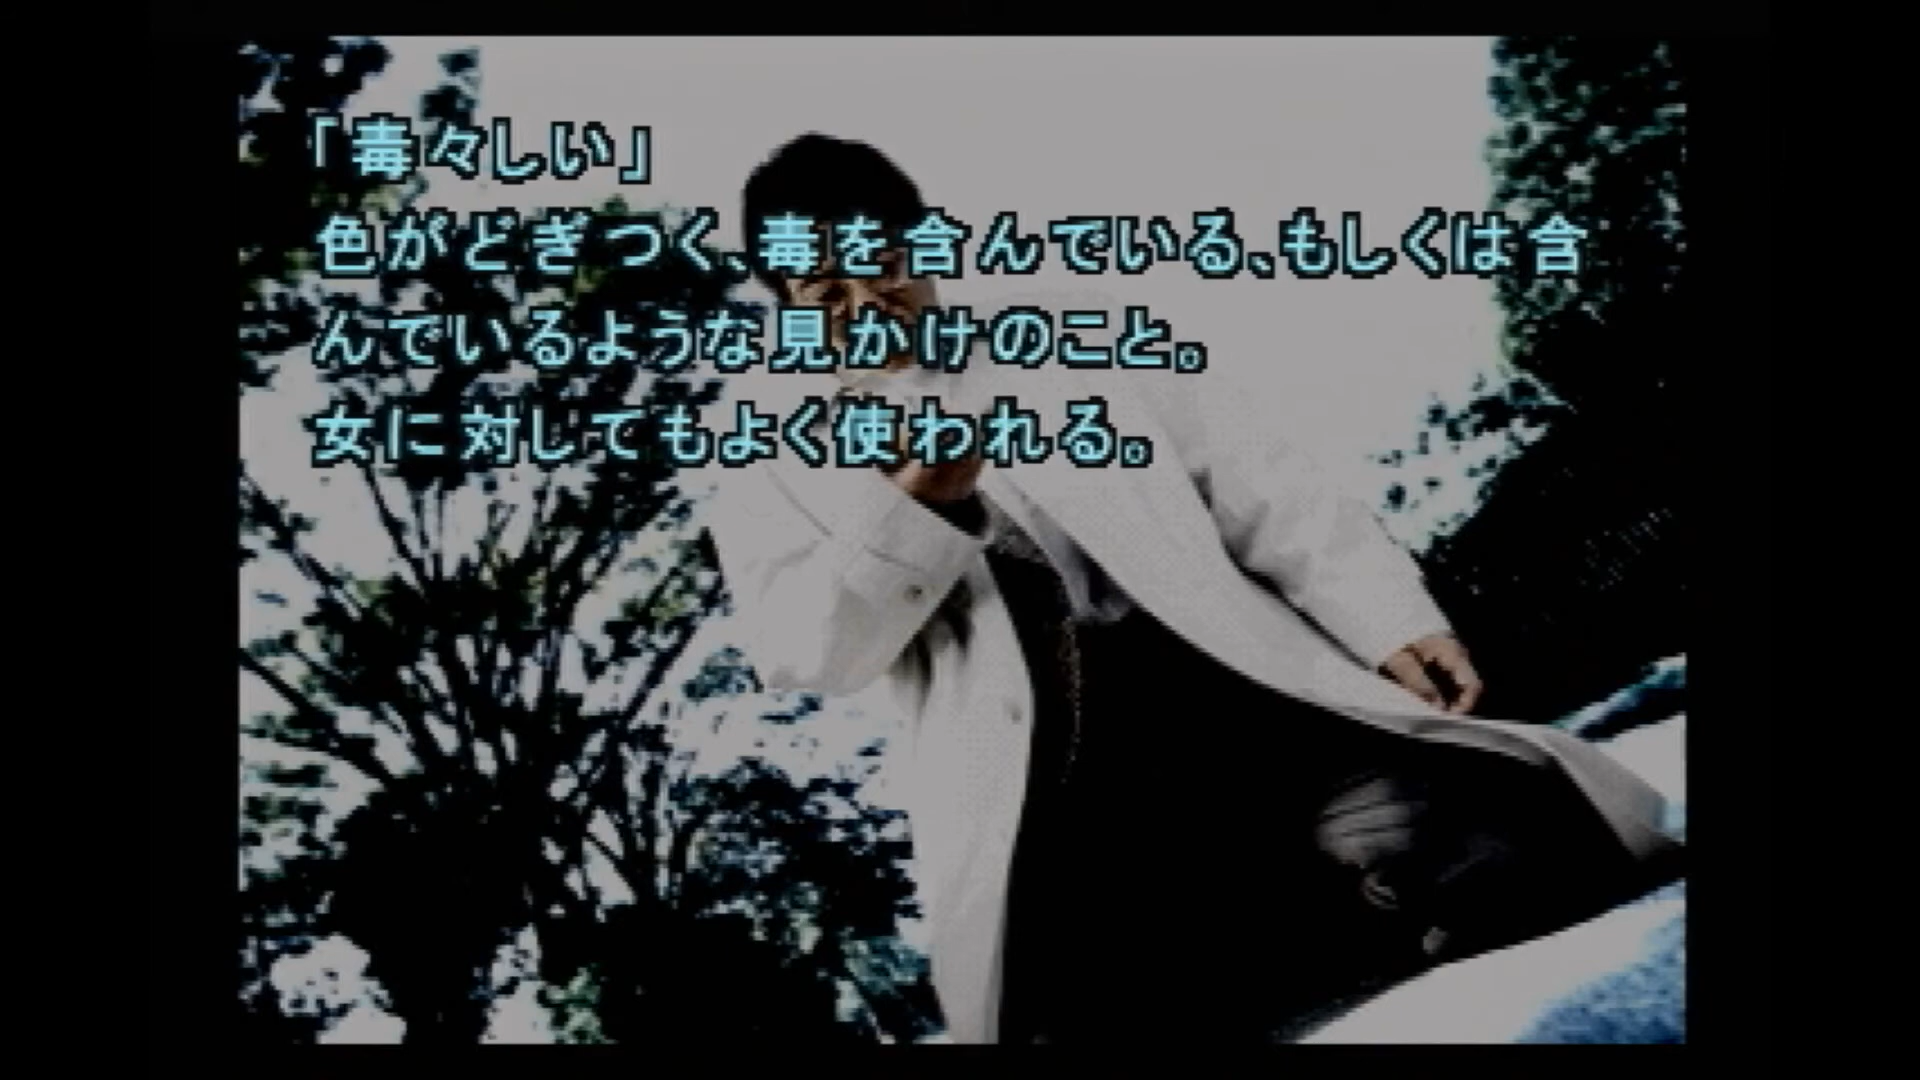 「毒々しい」
色がどぎつく、毒を含んでいる、もしくは含
んでいるような見かけのこと。
女に対してもよく使われる。